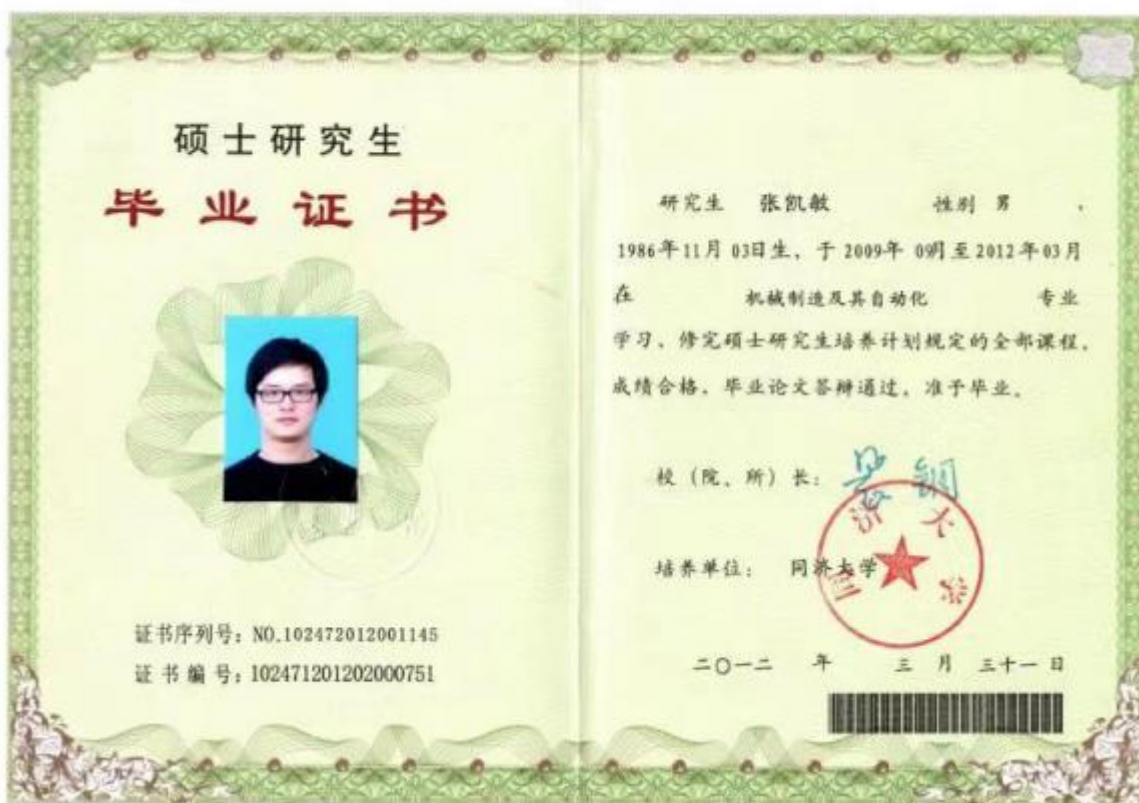 硕士研究生
毕业证书
证书序列号：NO.102472012001145
证书编号：102471201202000751
研究生 张凯敏 性别 男 ，
1986年11月03日生，于2009年09月至2012年03月
在 机械制造及其自动化 专业
学习，修完硕士研究生培养计划规定的全部课程，
成绩合格，毕业论文答辩通过，准予毕业。
校（院、所）长：
培养单位： 同济大学
同济大学
二〇一二 年 三 月 三十一 日